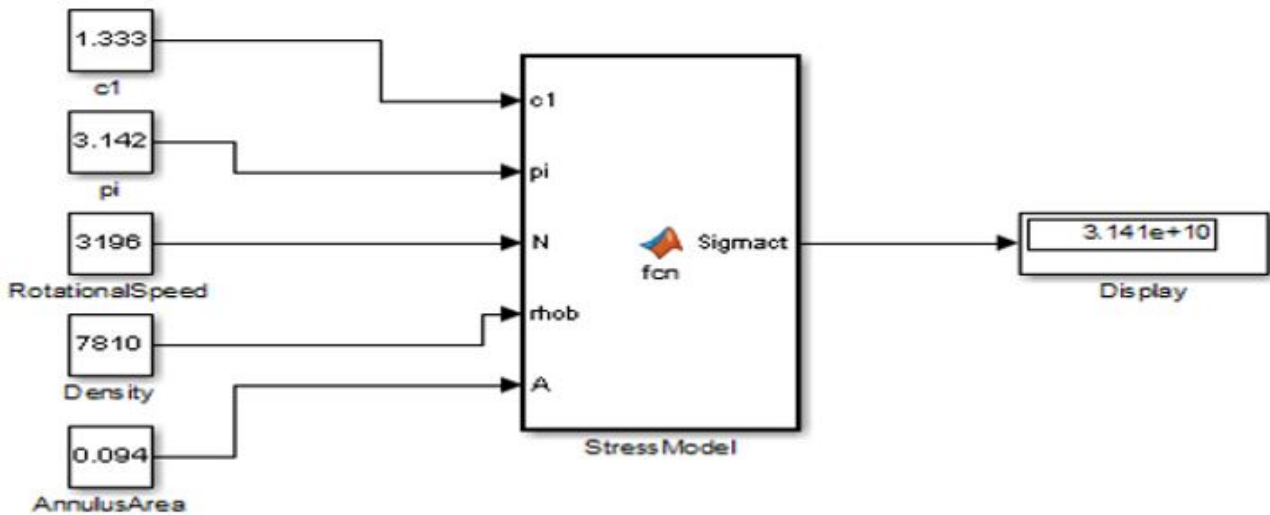 1.333
c1
3.142
pi
3196
RotationalSpeed
7810
Density
0.094
AnnulusArea
c1
pi
N
rhob
A
fcn
Sigmact
StressModel
3.141e+10
Display